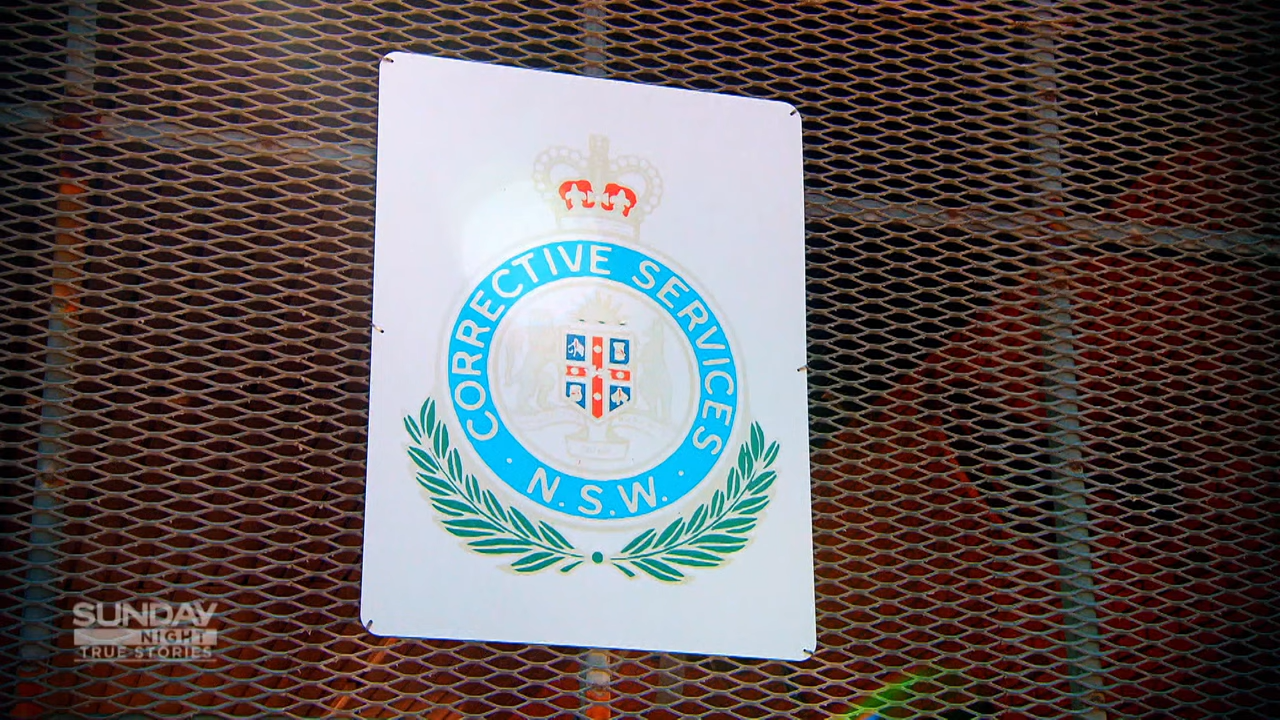 CORRECTIVE SERVICES
· N.S.W. ·
SUNDAY
NIGHT
TRUE STORIES